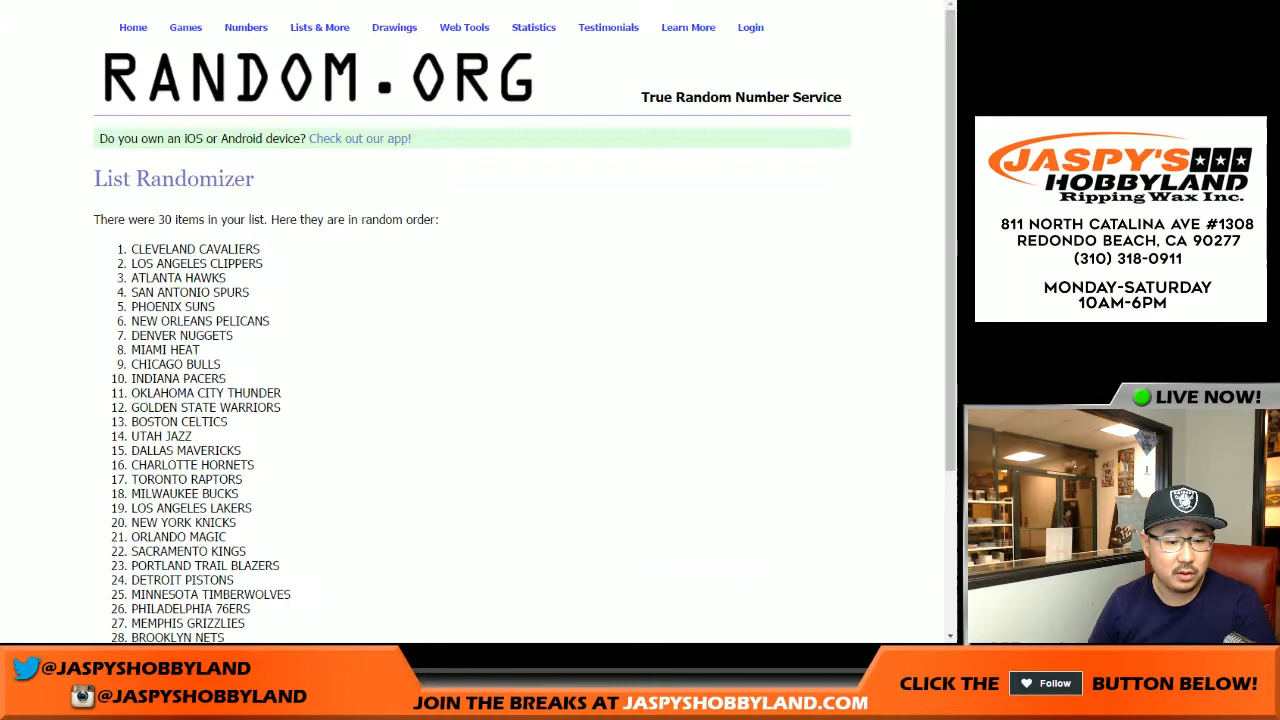 Home Games Numbers Lists & More Drawings Web Tools Statistics Testimonials Learn More Login
RANDOM.ORG
True Random Number Service
Do you own an iOS or Android device? Check out our app!
List Randomizer
There were 30 items in your list. Here they are in random order:
1. CLEVELAND CAVALIERS
2. LOS ANGELES CLIPPERS
3. ATLANTA HAWKS
4. SAN ANTONIO SPURS
5. PHOENIX SUNS
6. NEW ORLEANS PELICANS
7. DENVER NUGGETS
8. MIAMI HEAT
9. CHICAGO BULLS
10. INDIANA PACERS
11. OKLAHOMA CITY THUNDER
12. GOLDEN STATE WARRIORS
13. BOSTON CELTICS
14. UTAH JAZZ
15. DALLAS MAVERICKS
16. CHARLOTTE HORNETS
17. TORONTO RAPTORS
18. MILWAUKEE BUCKS
19. LOS ANGELES LAKERS
20. NEW YORK KNICKS
21. ORLANDO MAGIC
22. SACRAMENTO KINGS
23. PORTLAND TRAIL BLAZERS
24. DETROIT PISTONS
25. MINNESOTA TIMBERWOLVES
26. PHILADELPHIA 76ERS
27. MEMPHIS GRIZZLIES
28. BROOKLYN NETS
JASPY'S
HOBBYLAND
Ripping Wax Inc.
811 NORTH CATALINA AVE #1308
REDONDO BEACH, CA 90277
(310) 318-0911
MONDAY-SATURDAY
10AM-6PM
LIVE NOW!
@JASPYSHOBBYLAND
@JASPYSHOBBYLAND
JOIN THE BREAKS AT JASPYSHOBBYLAND.COM
CLICK THE Follow BUTTON BELOW!